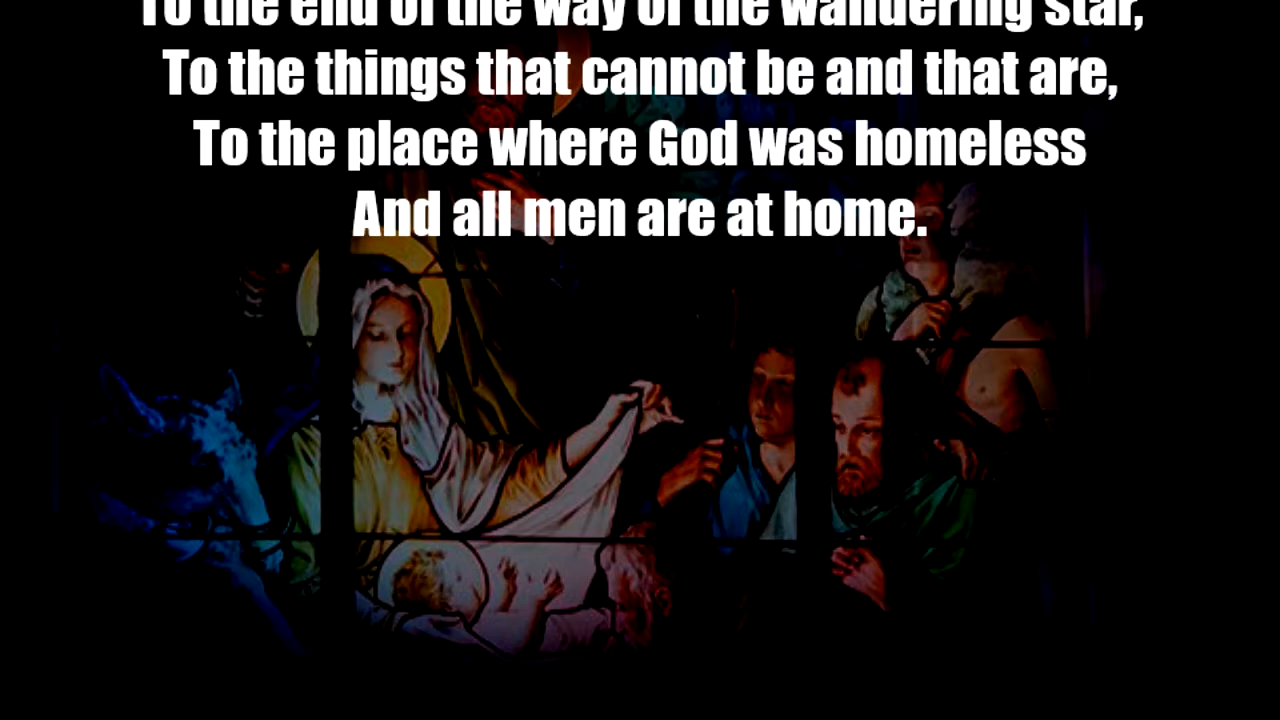 To the end of the way of the wandering star,
To the things that cannot be and that are,
To the place where God was homeless
And all men are at home.